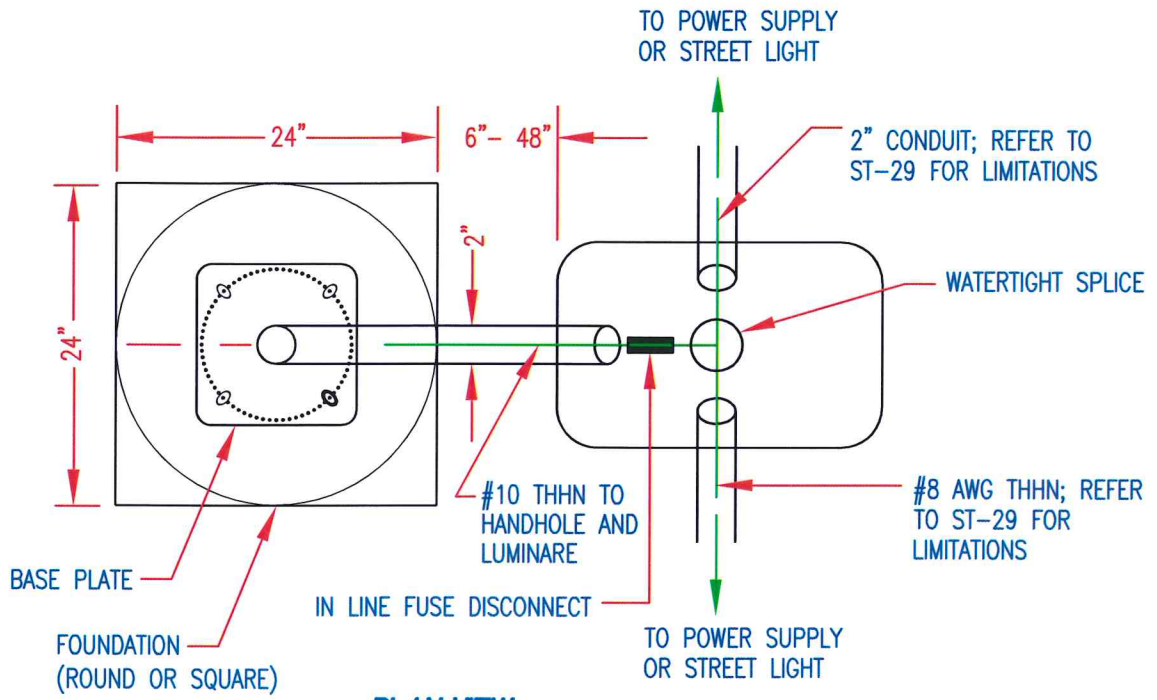 TO POWER SUPPLY
OR STREET LIGHT
24"
6"- 48"
2" CONDUIT; REFER TO
ST-29 FOR LIMITATIONS
2"
WATERTIGHT SPLICE
24"
#10 THHN TO
HANDHOLE AND
LUMINARE
#8 AWG THHN; REFER
TO ST-29 FOR
LIMITATIONS
BASE PLATE
IN LINE FUSE DISCONNECT
FOUNDATION
(ROUND OR SQUARE)
TO POWER SUPPLY
OR STREET LIGHT
PLAN VIEW